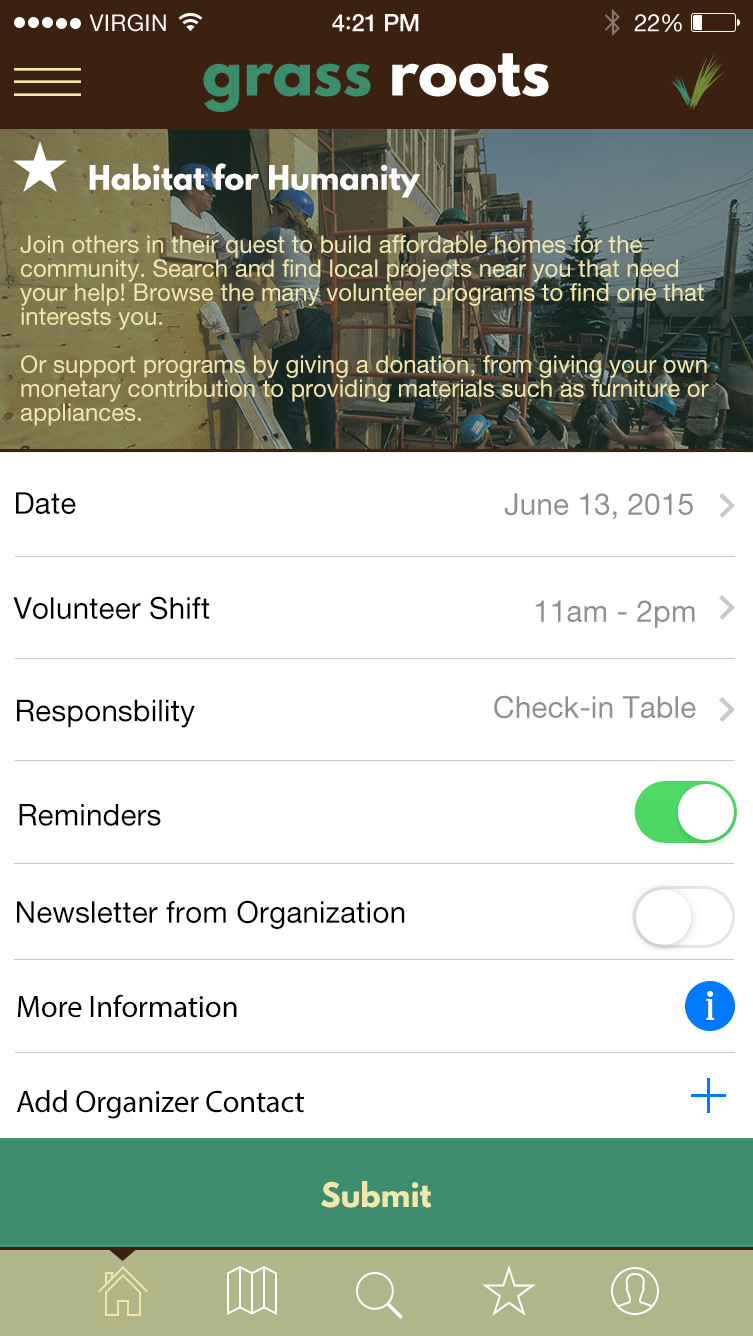 VIRGIN 4:21 PM 22%
grass roots
Habitat for Humanity
Join others in their quest to build affordable homes for the
community. Search and find local projects near you that need
your help! Browse the many volunteer programs to find one that
interests you.
Or support programs by giving a donation, from giving your own
monetary contribution to providing materials such as furniture or
appliances.
Date June 13, 2015
Volunteer Shift 11am - 2pm
Responsbility Check-in Table
Reminders
Newsletter from Organization
More Information i
Add Organizer Contact
Submit